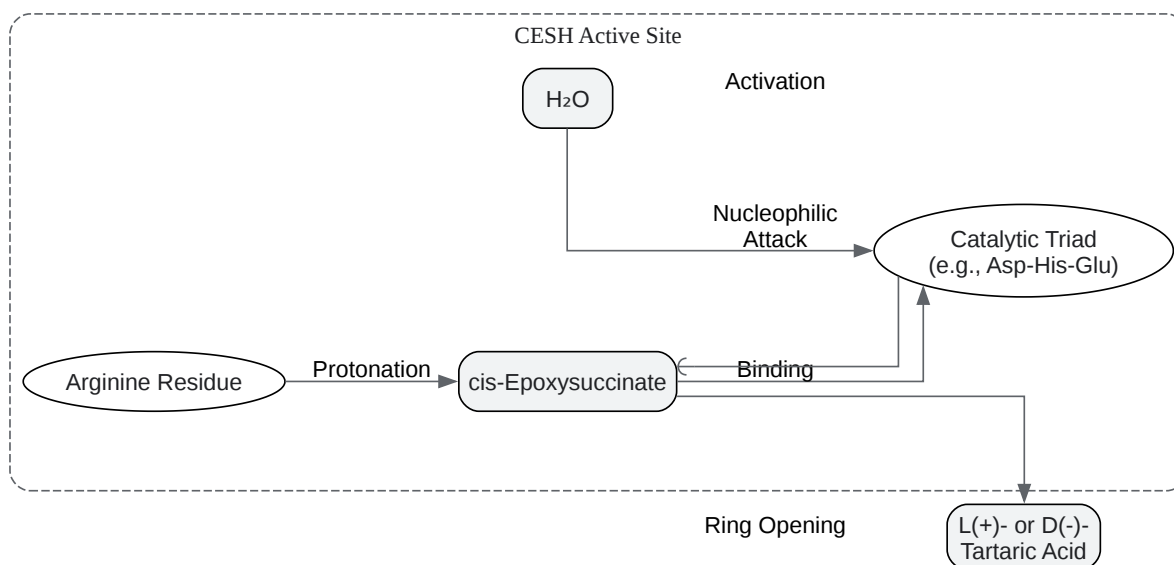 CESH Active Site
H₂O
Activation
Nucleophilic
Attack
Catalytic Triad
(e.g., Asp-His-Glu)
Arginine Residue
Protonation
cis-Epoxysuccinate
Binding
Ring Opening
L(+)- or D(-)-
Tartaric Acid